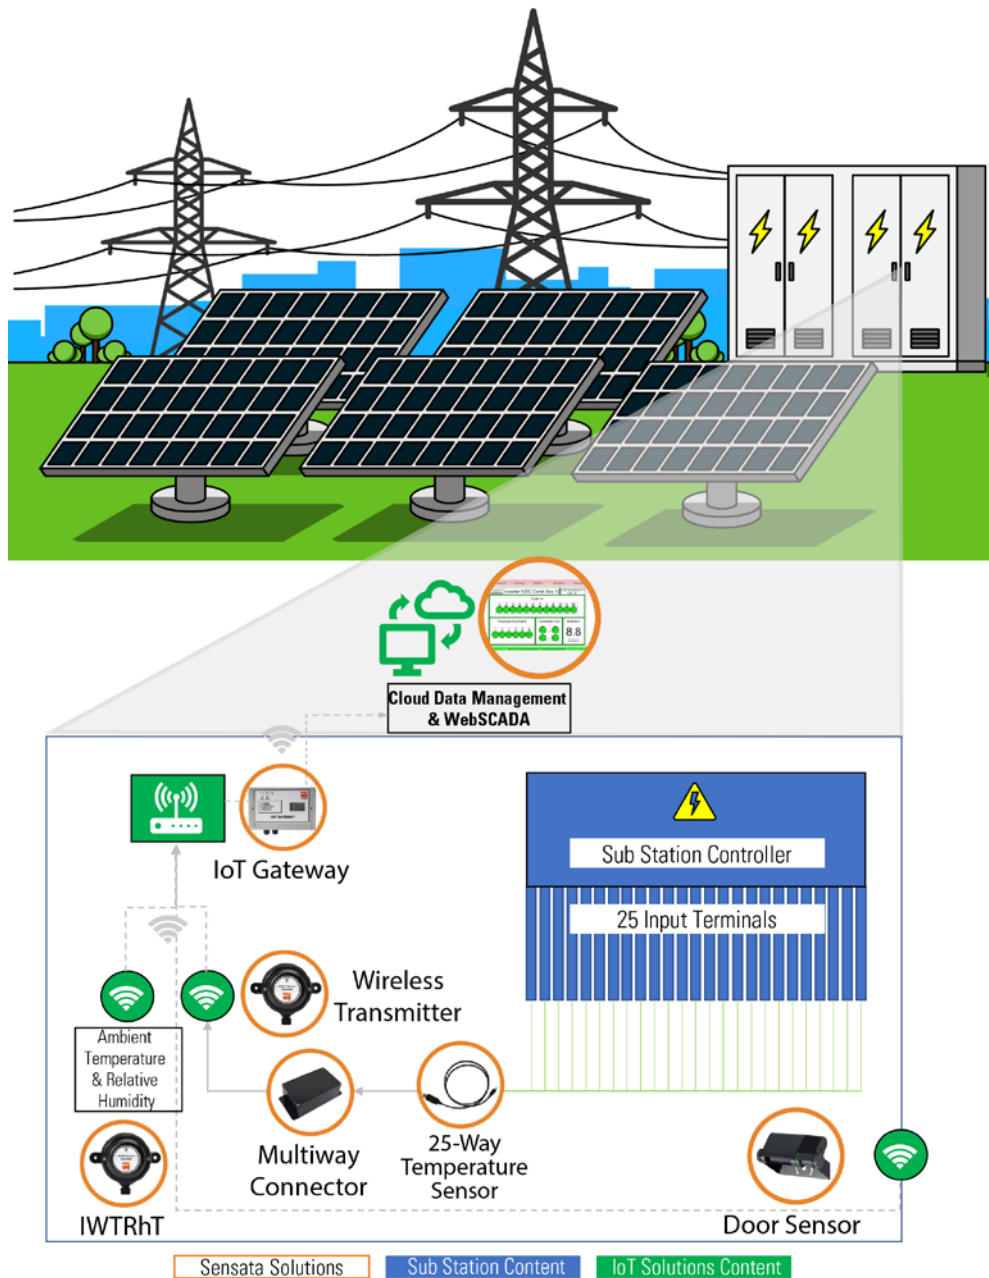 Cloud Data Management
& WebSCADA
IoT Gateway
Sub Station Controller
25 Input Terminals
Wireless
Transmitter
Ambient
Temperature
& Relative
Humidity
Multiway
Connector
25-Way
Temperature
Sensor
IWTRhT
Door Sensor
Sensata Solutions
Sub Station Content
IoT Solutions Content